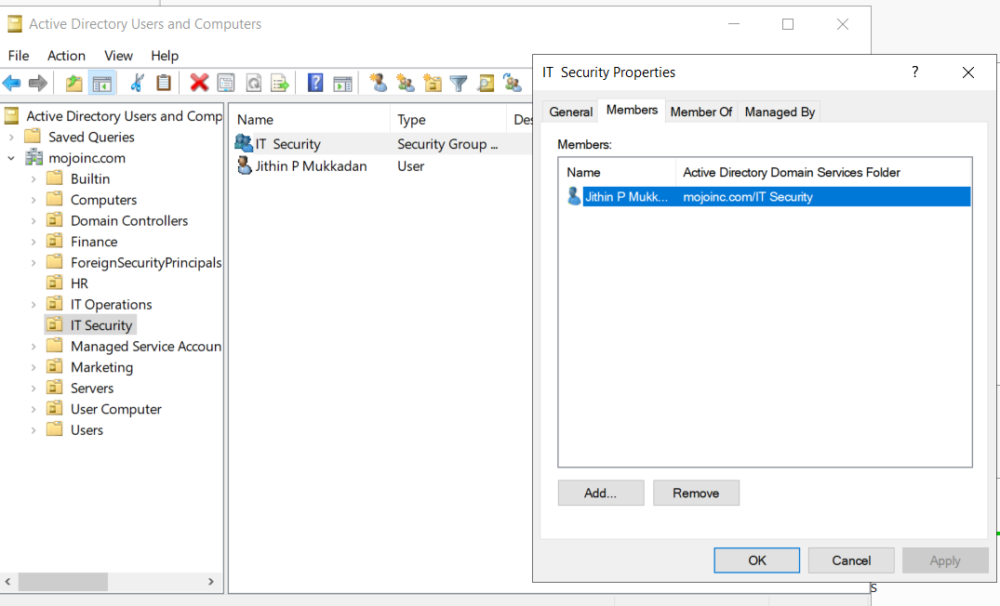 Active Directory Users and Computers
File Action View Help
Active Directory Users and Comp
Saved Queries
mojoinc.com
Builtin
Computers
Domain Controllers
Finance
ForeignSecurityPrincipals
HR
IT Operations
IT Security
Managed Service Accoun
Marketing
Servers
User Computer
Users
Name Type Des
IT  Security Security Group ...
Jithin P Mukkadan User
IT  Security Properties
?
General Members Member Of Managed By
Members:
Name Active Directory Domain Services Folder
Jithin P Mukk... mojoinc.com/IT Security
Add... Remove
OK Cancel Apply
s